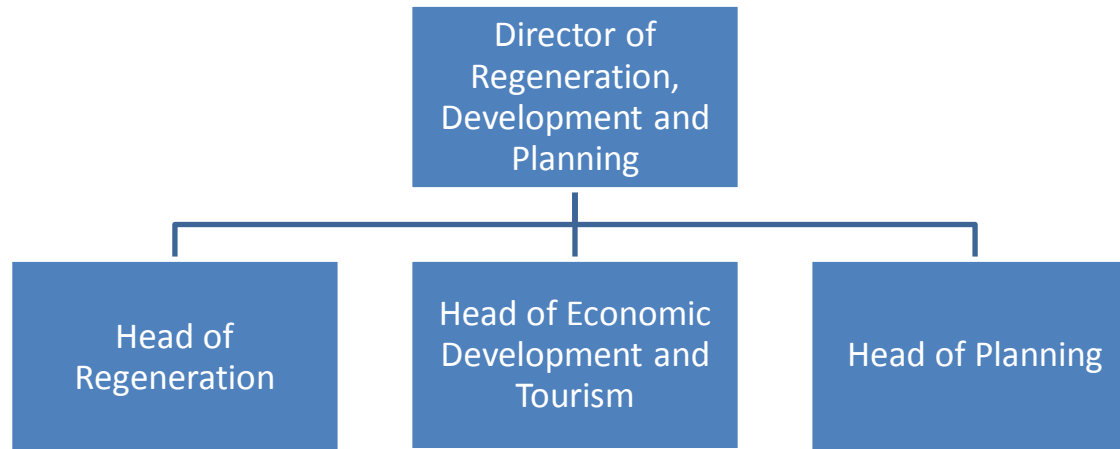 Director of
Regeneration,
Development and
Planning
Head of
Regeneration
Head of Economic
Development and
Tourism
Head of Planning